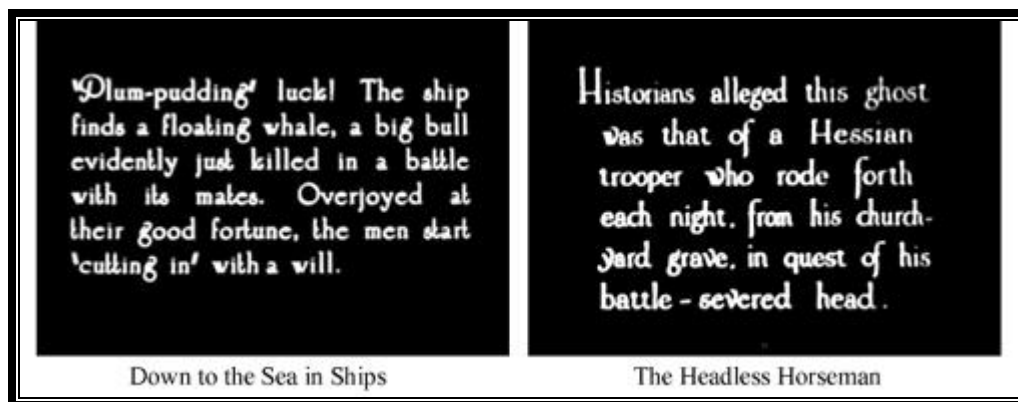 'Plum-pudding' luck! The ship
finds a floating whale, a big bull
evidently just killed in a battle
with its mates. Overjoyed at
their good fortune, the men start
'cutting in' with a will.
Down to the Sea in Ships
Historians alleged this ghost
was that of a Hessian
trooper who rode forth
each night, from his church-
yard grave, in quest of his
battle - severed head.
The Headless Horseman